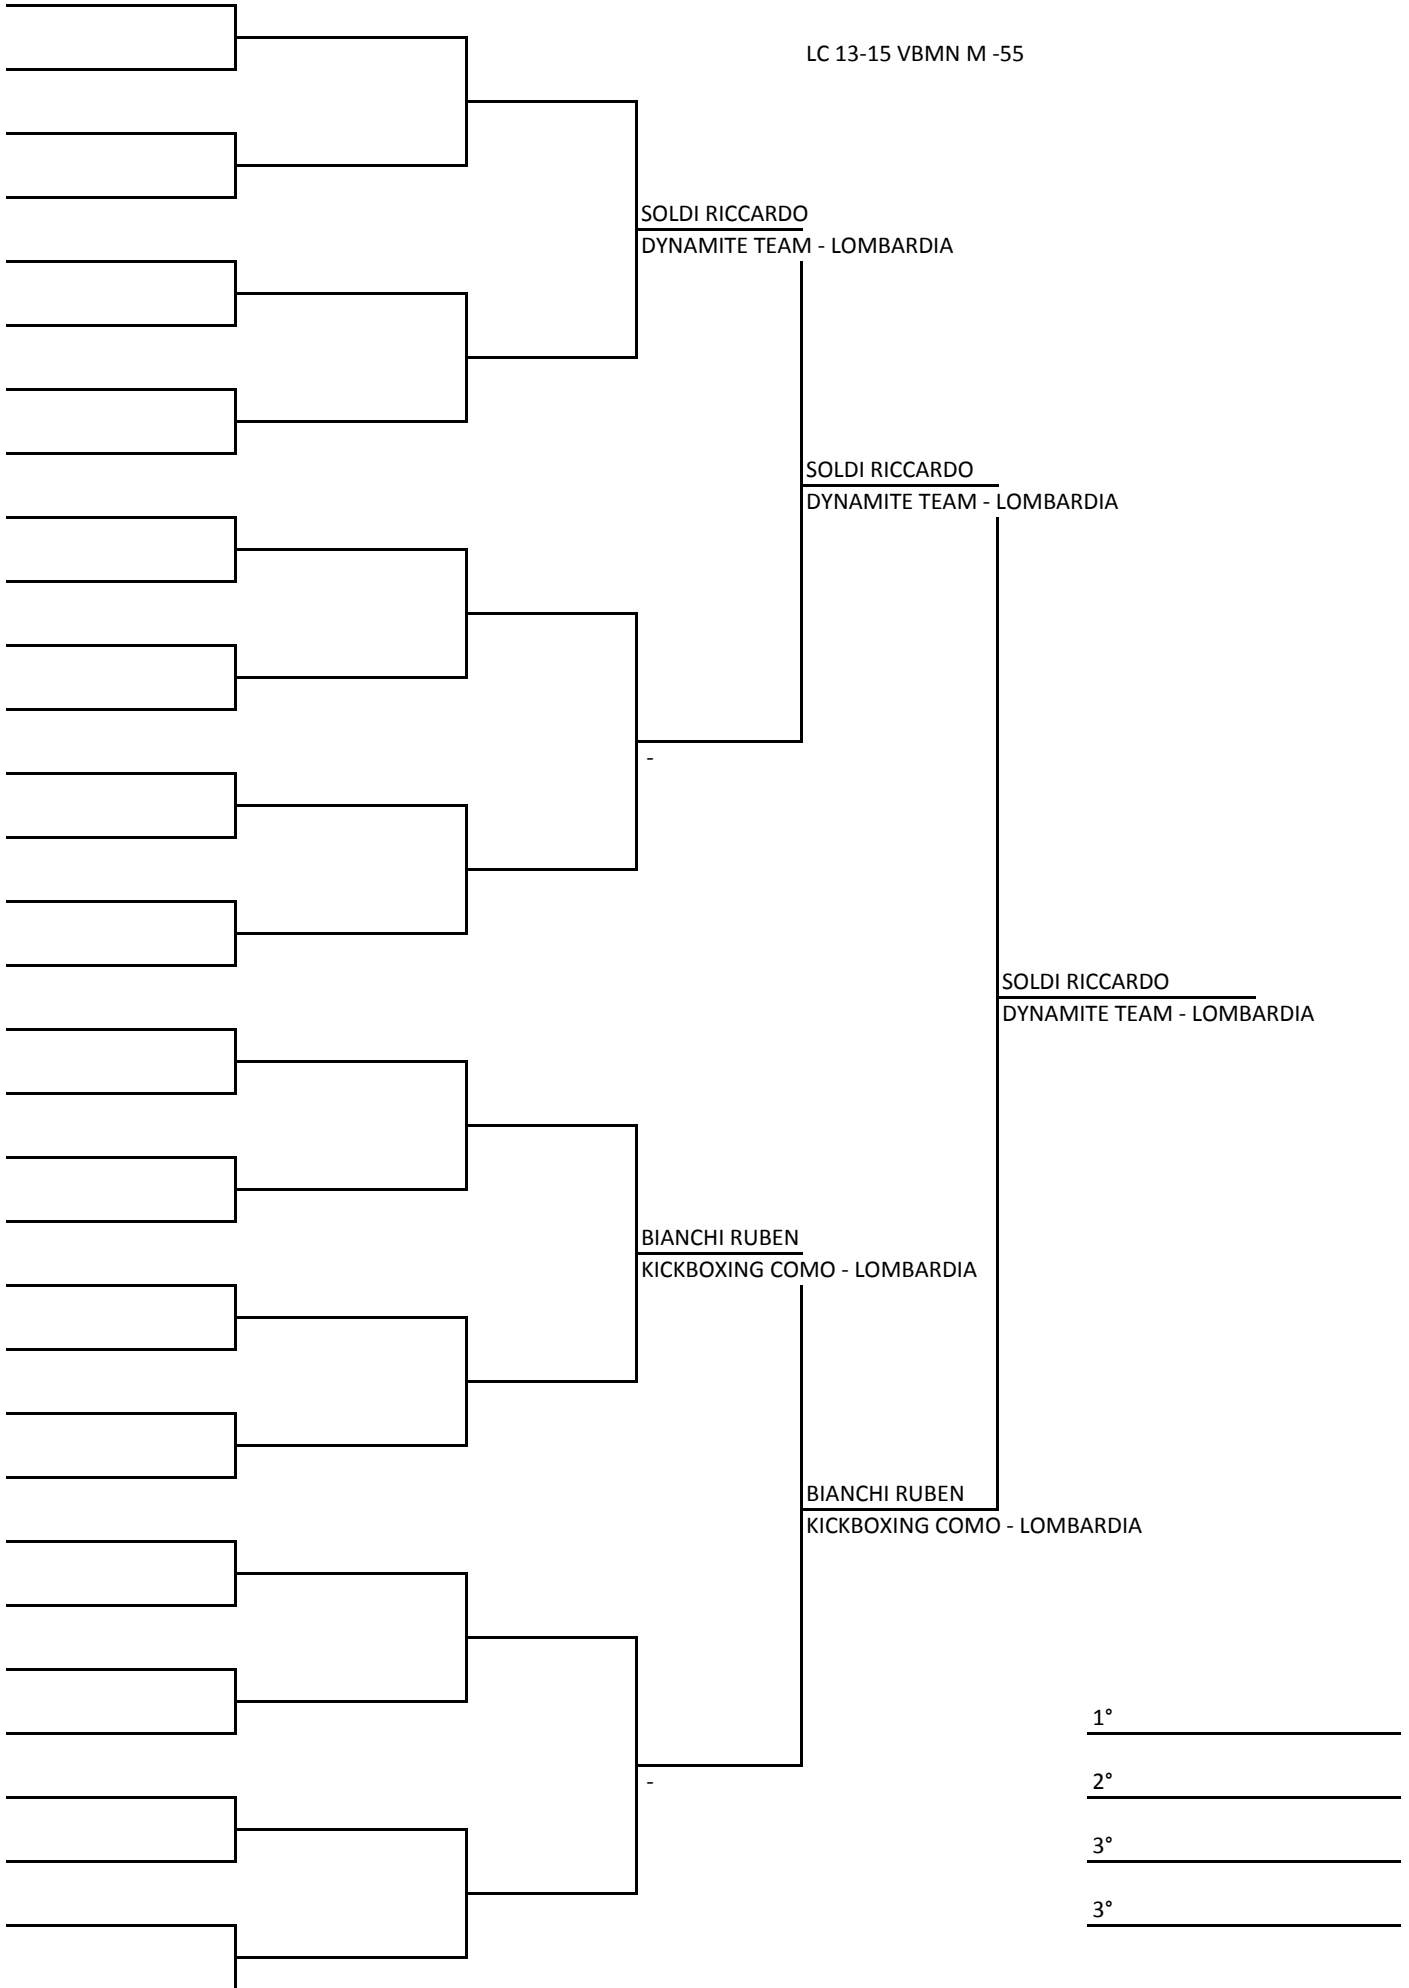 LC 13-15 VBMN M -55
SOLDI RICCARDO
DYNAMITE TEAM - LOMBARDIA
SOLDI RICCARDO
DYNAMITE TEAM - LOMBARDIA
-
SOLDI RICCARDO
DYNAMITE TEAM - LOMBARDIA
BIANCHI RUBEN
KICKBOXING COMO - LOMBARDIA
BIANCHI RUBEN
KICKBOXING COMO - LOMBARDIA
1°
-
2°
3°
3°